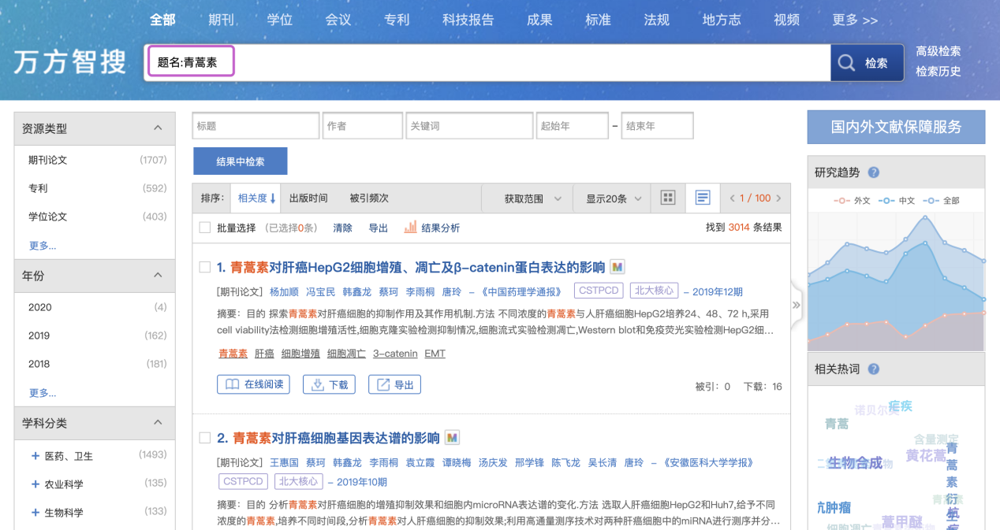 全部 期刊 学位 会议 专利 科技报告 成果 标准 法规 地方志 视频 更多 >>
万方智搜
题名:青蒿素
检索
高级检索
检索历史
资源类型
期刊论文 (1707)
专利 (592)
学位论文 (403)
更多...
年份
2020 (4)
2019 (162)
2018 (181)
更多...
学科分类
+ 医药、卫生 (1493)
+ 农业科学 (135)
+ 生物科学 (133)
标题 作者 关键词 起始年 – 结束年
结果中检索
排序: 相关度 出版时间 被引频次 获取范围 显示20条 < 1 / 100 >
批量选择 (已选择0条) 清除 导出 结果分析 找到 3014 条结果
1. 青蒿素对肝癌HepG2细胞增殖、凋亡及β–catenin蛋白表达的影响 M
[期刊论文] 杨加顺 冯宝民 韩鑫龙 蔡珂 李雨桐 唐玲 – 《中国药理学通报》 CSTPCD 北大核心 – 2019年12期
摘要：目的 探索青蒿素对肝癌细胞的抑制作用及其作用机制.方法 不同浓度的青蒿素与人肝癌细胞HepG2培养24、48、72 h,采用
cell viability法检测细胞增殖活性,细胞克隆实验检测抑制情况,细胞流式实验检测凋亡,Western blot和免疫荧光实验检测HepG2细...
青蒿素 肝癌 细胞增殖 细胞凋亡 3–catenin EMT
在线阅读 下载 导出
被引：0 下载：16
2. 青蒿素对肝癌细胞基因表达谱的影响 M
[期刊论文] 王惠国 蔡珂 韩鑫龙 李雨桐 袁立霞 谭晓梅 汤庆发 邢学锋 陈飞龙 吴长清 唐玲 – 《安徽医科大学学报》
CSTPCD 北大核心 – 2019年10期
摘要：目的 分析青蒿素对肝癌细胞的增殖抑制效果和细胞内microRNA表达谱的变化.方法 选取人肝癌细胞HepG2和Huh7,给予不同
浓度的青蒿素,培养不同时间段,分析青蒿素对人肝癌细胞的抑制效果;利用高通量测序技术对两种肝癌细胞中的miRNA进行测序并分...
国内外文献保障服务
研究趋势 ?
外文 中文 全部
»
相关热词 ?
诺贝尔奖
疟疾
青蒿
含量测定
黄花蒿
生物合成
青蒿素衍生
抗肿瘤
青蒿素
蒿甲醚
细胞凋亡
抗疟